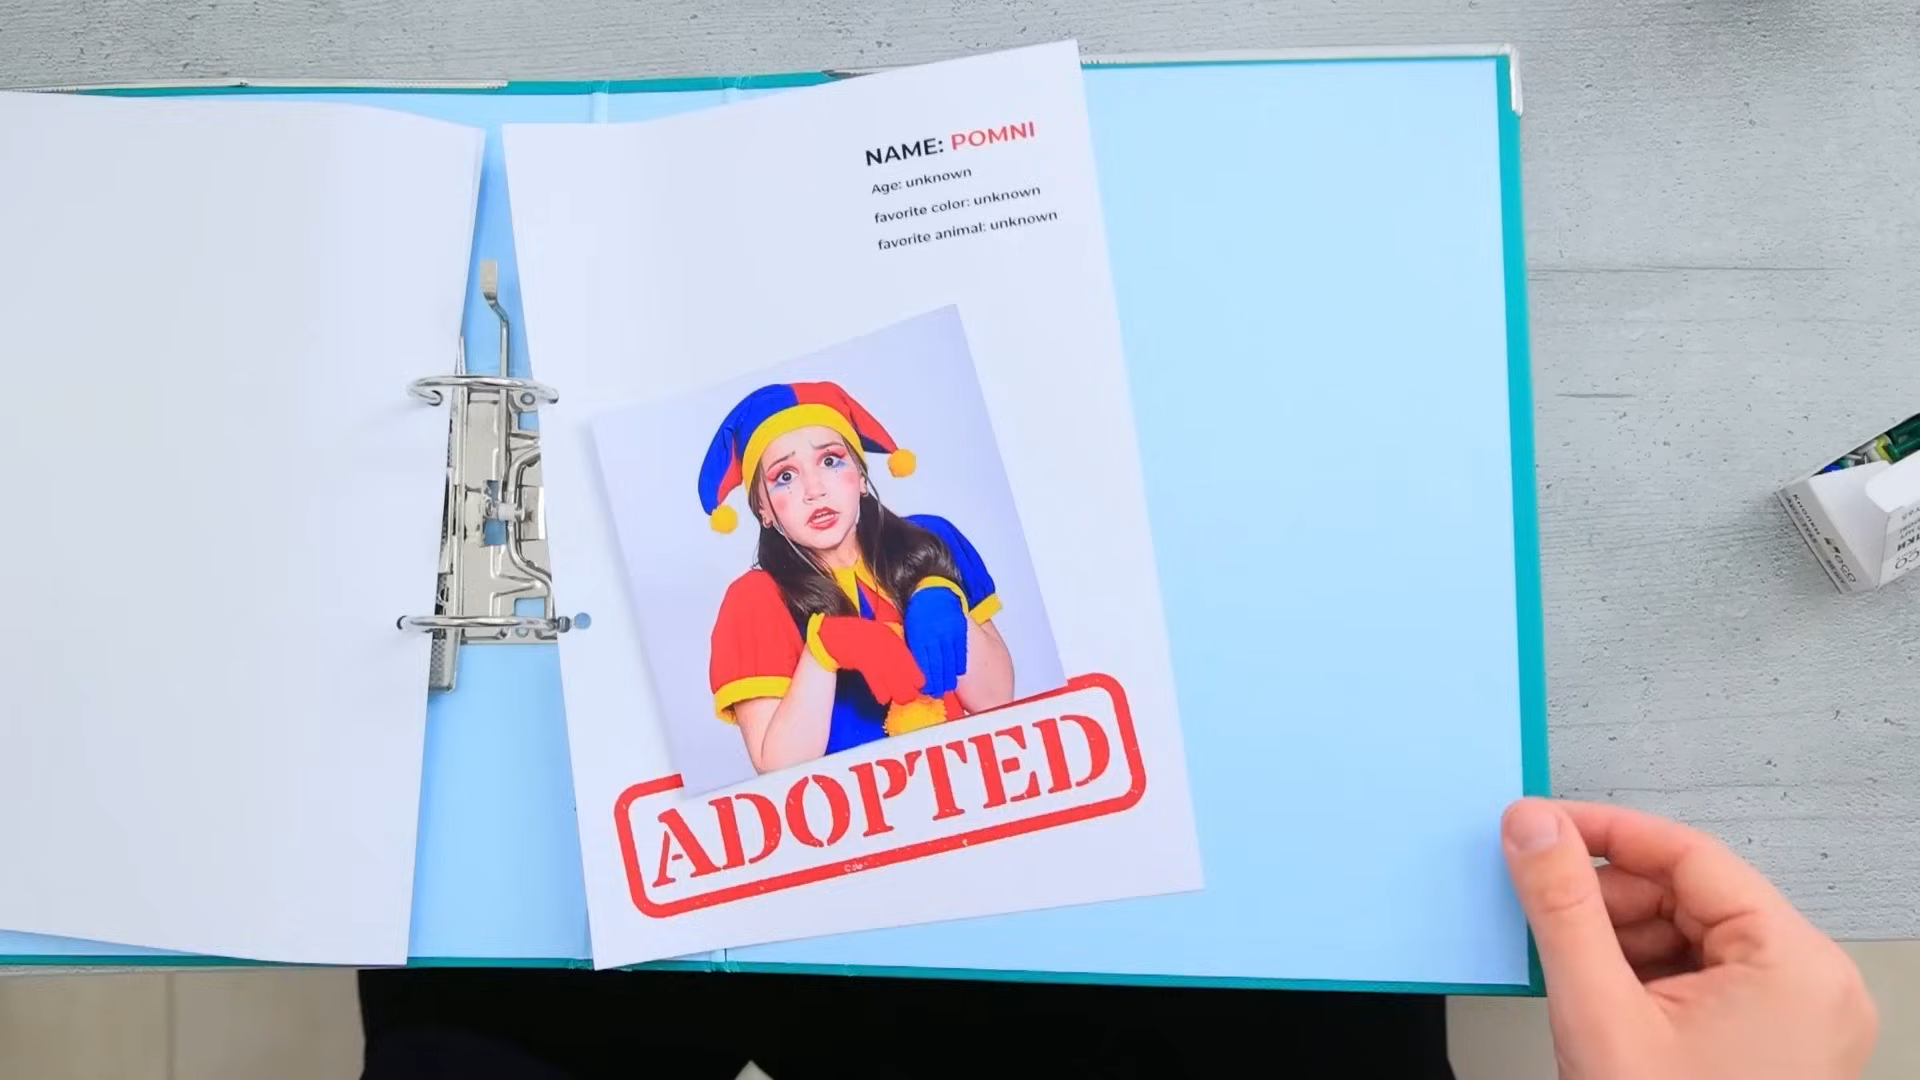 NAME: POMNI
Age: unknown
favorite color: unknown
favorite animal: unknown
ADOPTED